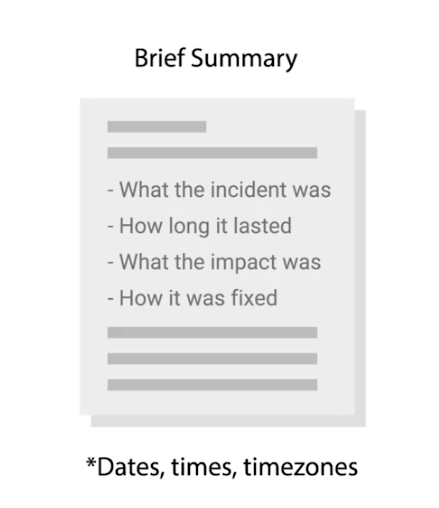 Brief Summary
- What the incident was
- How long it lasted
- What the impact was
- How it was fixed
*Dates, times, timezones